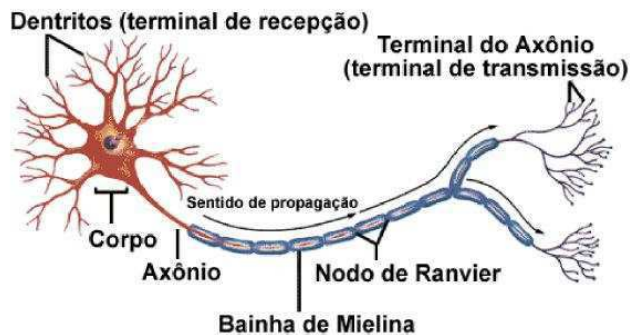 Dentritos (terminal de recepção)
Terminal do Axônio
(terminal de transmissão)
Sentido de propagação
Corpo
Axônio
Nodo de Ranvier
Bainha de Mielina